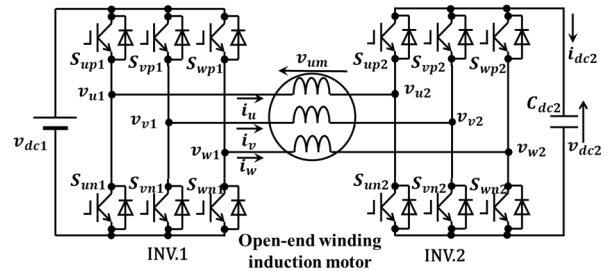 S_up1 S_vp1 S_wp1
v_um
S_up2 S_vp2 S_wp2
i_dc2
v_u1
v_u2
C_dc2
i_u
v_v1
v_v2
v_dc1
i_v
v_dc2
v_w1
v_w2
i_w
S_un1 S_vn1 S_wn1
S_un2 S_vn2 S_wn2
INV.1
Open-end winding
induction motor
INV.2